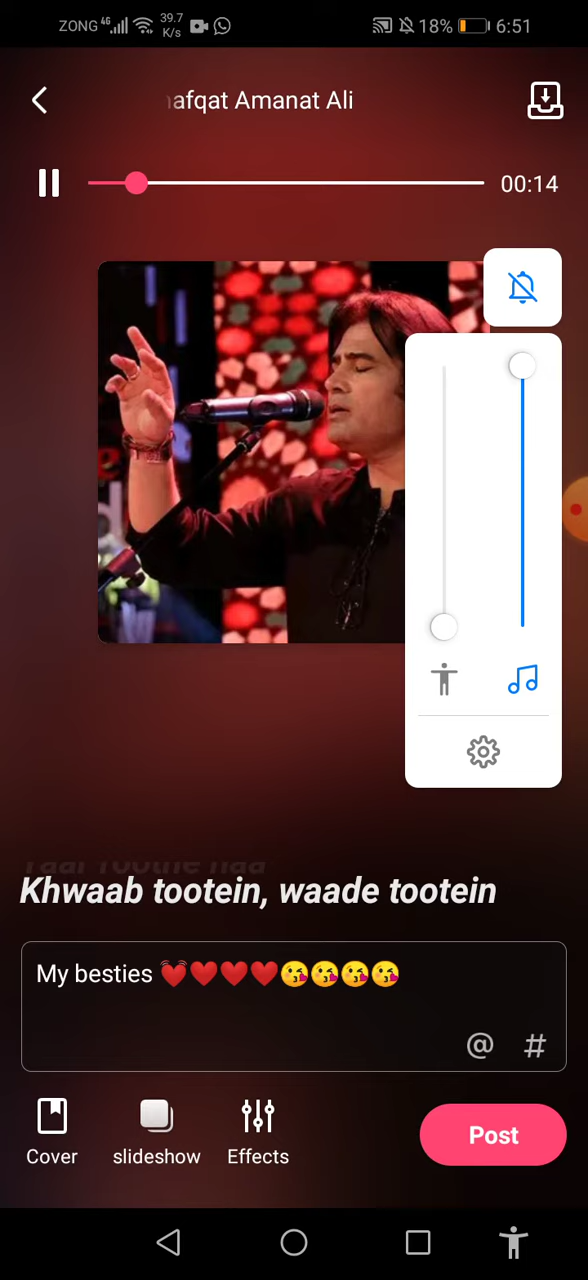 ZONG 4G 39.7 K/s 18% 6:51
afqat Amanat Ali
00:14
Khwaab tootein, waade tootein
My besties 💓❤️❤️❤️😘😘😘😘
@ #
Cover slideshow Effects Post